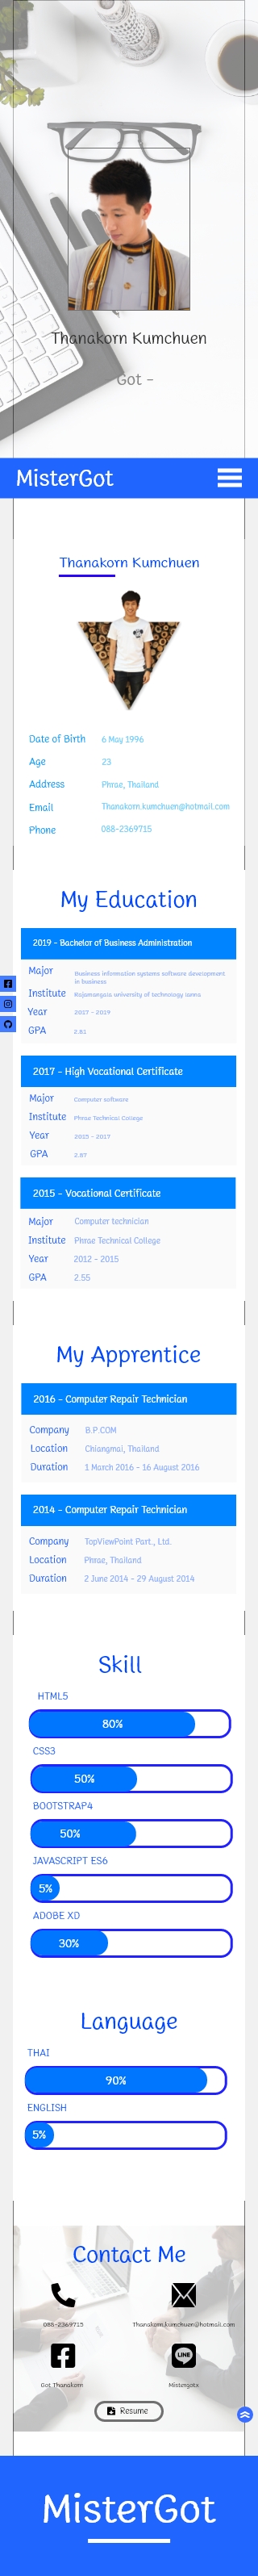 Thanakorn Kumchuen
Got -
MisterGot
Thanakorn Kumchuen
Date of Birth 6 May 1996
Age 23
Address Phrae, Thailand
Email Thanakorn.kumchuen@hotmail.com
Phone 088-2369715
My Education
2019 - Bachelor of Business Administration
Major Business information systems software development
in business
Institute Rajamangala university of technology lanna
Year 2017 - 2019
GPA 2.81
2017 - High Vocational Certificate
Major Computer software
Institute Phrae Technical College
Year 2015 - 2017
GPA 2.87
2015 - Vocational Certificate
Major Computer technician
Institute Phrae Technical College
Year 2012 - 2015
GPA 2.55
My Apprentice
2016 - Computer Repair Technician
Company B.P.COM
Location Chiangmai, Thailand
Duration 1 March 2016 - 16 August 2016
2014 - Computer Repair Technician
Company TopViewPoint Part., Ltd.
Location Phrae, Thailand
Duration 2 June 2014 - 29 August 2014
Skill
HTML5
80%
CSS3
50%
BOOTSTRAP4
50%
JAVASCRIPT ES6
5%
ADOBE XD
30%
Language
THAI
90%
ENGLISH
5%
Contact Me
088-2369715 Thanakorn.kumchuen@hotmail.com
LINE
Got Thanakorn Mistergotx
Resume
MisterGot